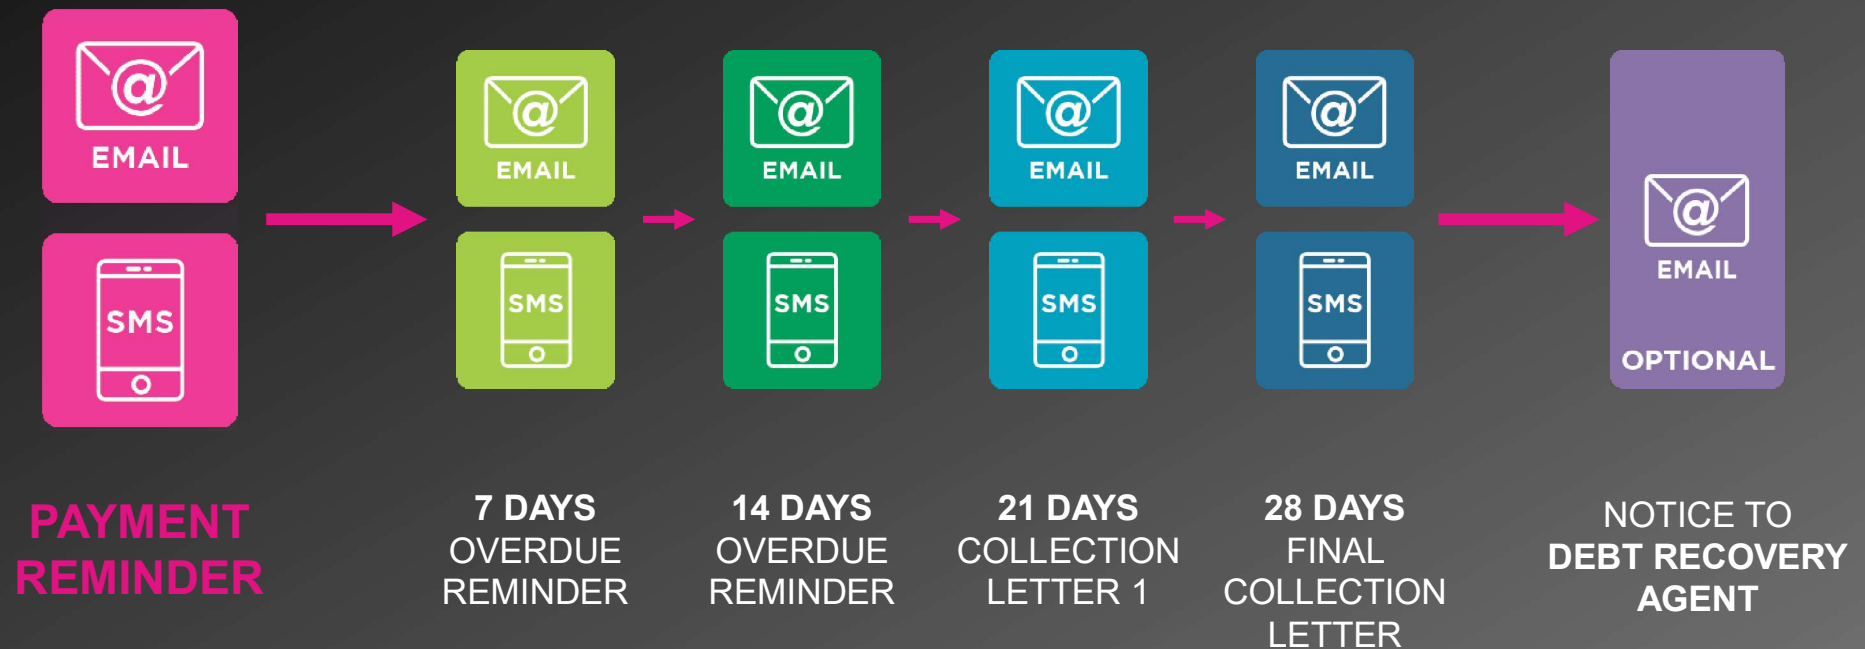 @
EMAIL
SMS
PAYMENT
REMINDER
@
EMAIL
SMS
7 DAYS
OVERDUE
REMINDER
@
EMAIL
SMS
14 DAYS
OVERDUE
REMINDER
@
EMAIL
SMS
21 DAYS
COLLECTION
LETTER 1
@
EMAIL
SMS
28 DAYS
FINAL
COLLECTION
LETTER
@
EMAIL
OPTIONAL
NOTICE TO
DEBT RECOVERY
AGENT